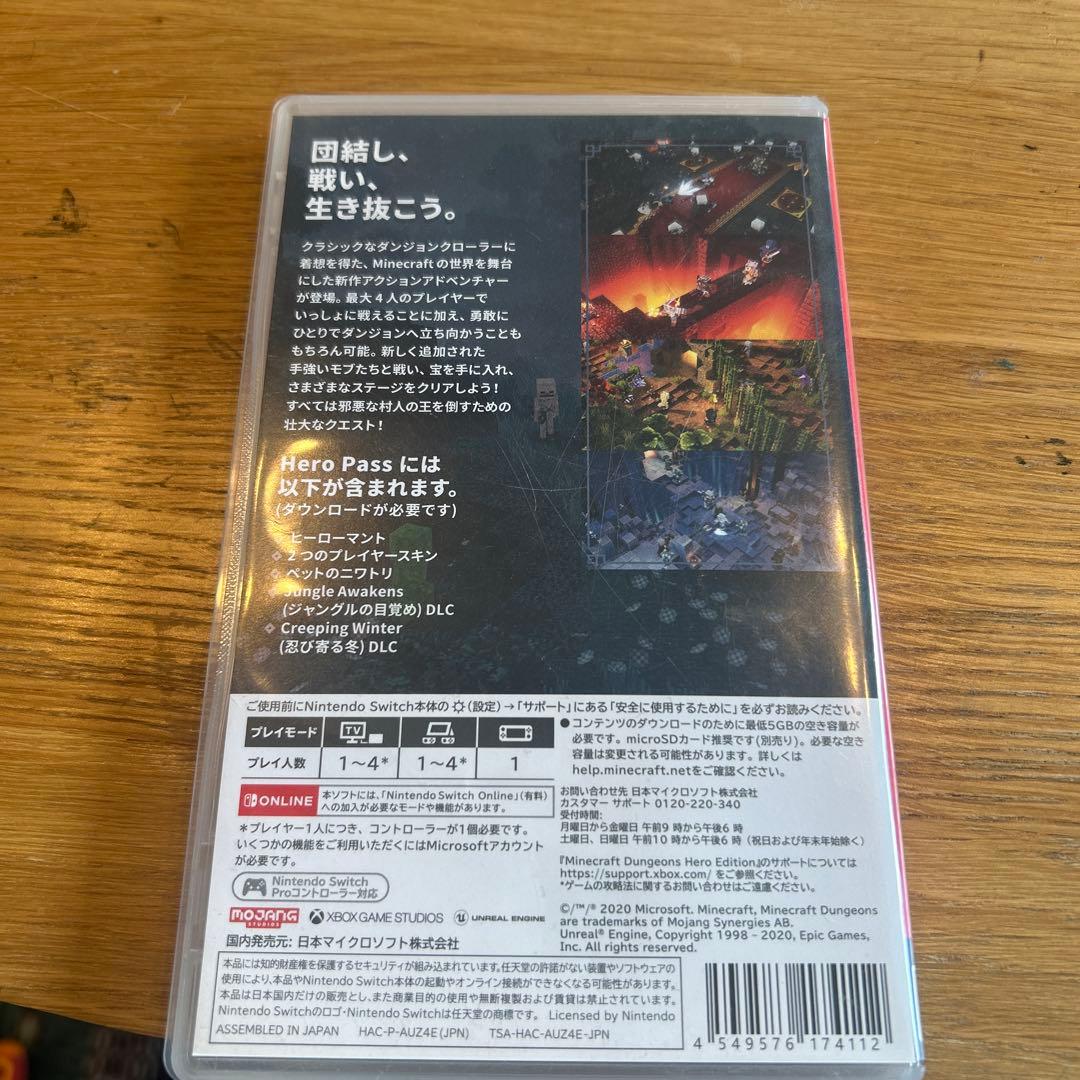 団結し、
戦い、
生き抜こう。
クラシックなダンジョンクローラーに
着想を得た、Minecraft の世界を舞台
にした新作アクションアドベンチャー
が登場。最大 4 人のプレイヤーで
いっしょに戦えることに加え、勇敢に
ひとりでダンジョンへ立ち向かうことも
もちろん可能。新しく追加された
手強いモブたちと戦い、宝を手に入れ、
さまざまなステージをクリアしよう！
すべては邪悪な村人の王を倒すための
壮大なクエスト！
Hero Pass には
以下が含まれます。
(ダウンロードが必要です)
ヒーローマント
2 つのプレイヤースキン
ペットのニワトリ
Jungle Awakens
(ジャングルの目覚め) DLC
Creeping Winter
(忍び寄る冬) DLC
ご使用前にNintendo Switch本体の (設定)→「サポート」にある「安全に使用するために」を必ずお読みください。
プレイモード TV
プレイ人数 1～4* 1～4* 1
ONLINE
本ソフトには、「Nintendo Switch Online」(有料)
への加入が必要なモードや機能があります。
*プレイヤー1人につき、コントローラーが1個必要です。
いくつかの機能をご利用いただくにはMicrosoftアカウント
が必要です。
Nintendo Switch
Proコントローラー対応
MOJANG
STUDIOS
XBOX GAME STUDIOS
UNREAL ENGINE
国内発売元: 日本マイクロソフト株式会社
●コンテンツのダウンロードのために最低5GBの空き容量が
必要です。microSDカード推奨です(別売り)。必要な空き
容量は変更される可能性があります。詳しくは
help.minecraft.netをご確認ください。
お問い合わせ先 日本マイクロソフト株式会社
カスタマー サポート 0120-220-340
受付時間:
月曜日から金曜日 午前9 時から午後6 時
土曜日、日曜日 午前10 時から午後6 時 (祝日および年末年始除く)
『Minecraft Dungeons Hero Edition』のサポートについては
https://support.xbox.com/ をご参照ください。
*ゲームの攻略法に関するお問い合わせはご遠慮ください。
©/™/® 2020 Microsoft. Minecraft, Minecraft Dungeons
are trademarks of Mojang Synergies AB.
Unreal® Engine, Copyright 1998 – 2020, Epic Games,
Inc. All rights reserved.
本品には知的財産権を保護するセキュリティが組み込まれています。任天堂の許諾がない装置やソフトウェアの
使用により、本品やNintendo Switch本体の起動やオンライン接続ができなくなる可能性があります。
本品は日本国内だけの販売とし、また商業目的の使用や無断複製および賃貸は禁止されています。
Nintendo Switchのロゴ・Nintendo Switchは任天堂の商標です。 Licensed by Nintendo
ASSEMBLED IN JAPAN HAC-P-AUZ4E(JPN) TSA-HAC-AUZ4E-JPN
4 549576 174112